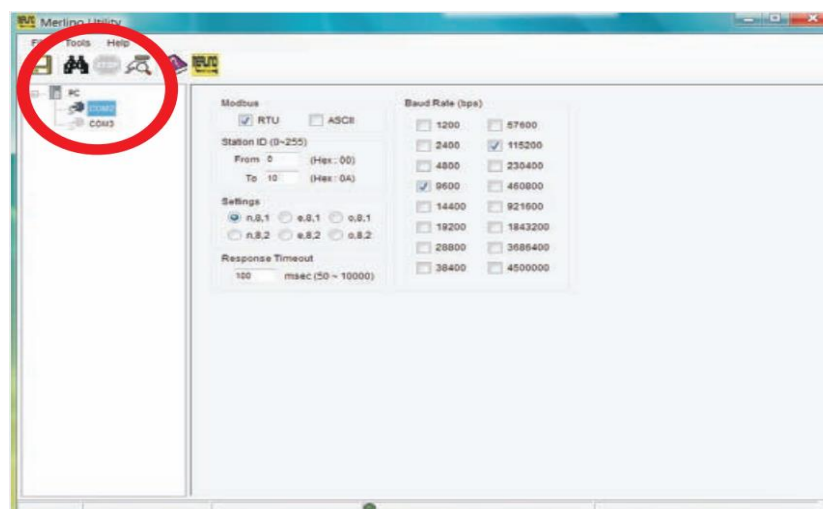 Merlino Utility
Tools Help
STOP
PC
COM2
COM3
Modbus
RTU ASCII
Station ID (0~255)
From 0 (Hex: 00)
To 10 (Hex: 0A)
Settings
n,8,1 e,8,1 o,8,1
n,8,2 e,8,2 o,8,2
Response Timeout
100 msec (50 ~ 10000)
Baud Rate (bps)
1200 57600
2400 115200
4800 230400
9600 460800
14400 921600
19200 1843200
28800 3686400
38400 4500000